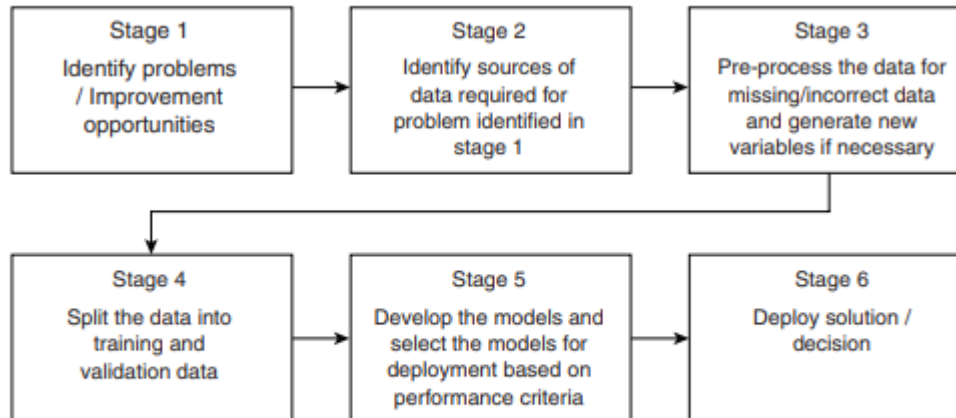 Stage 1
Identify problems
/ Improvement
opportunities
Stage 2
Identify sources of
data required for
problem identified in
stage 1
Stage 3
Pre-process the data for
missing/incorrect data
and generate new
variables if necessary
Stage 4
Split the data into
training and
validation data
Stage 5
Develop the models and
select the models for
deployment based on
performance criteria
Stage 6
Deploy solution /
decision